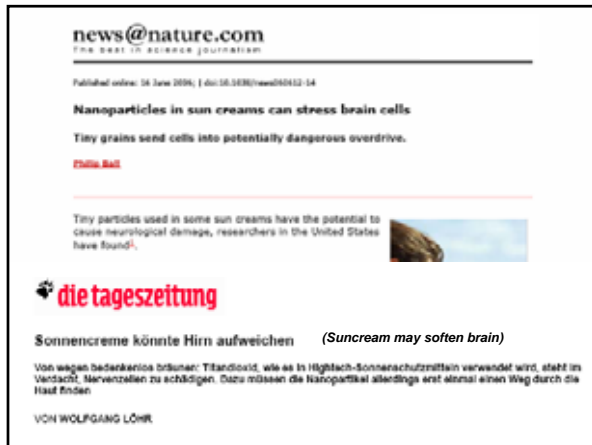 news@nature.com
The best in science journalism
Published online: 16 June 2006; | doi:10.1038/news060612-14
Nanoparticles in sun creams can stress brain cells
Tiny grains send cells into potentially dangerous overdrive.
Philip Ball
Tiny particles used in some sun creams have the potential to
cause neurological damage, researchers in the United States
have found1.
die tageszeitung
Sonnencreme könnte Hirn aufweichen (Suncream may soften brain)
Von wegen bedenkenlos bräunen: Titandioxid, wie es in Hightech-Sonnenschutzmitteln verwendet wird, steht im
Verdacht, Nervenzellen zu schädigen. Dazu müssen die Nanopartikel allerdings erst einmal einen Weg durch die
Haut finden
VON WOLFGANG LÖHR